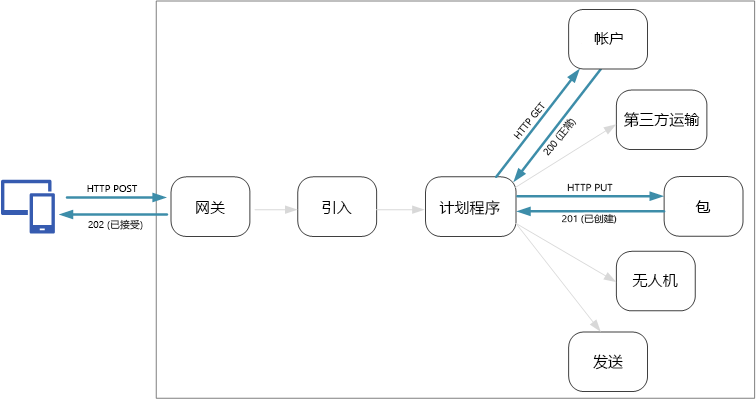 帐户
HTTP GET
200 (正常)
第三方运输
HTTP POST
202 (已接受)
网关
引入
计划程序
HTTP PUT
201 (已创建)
包
无人机
发送